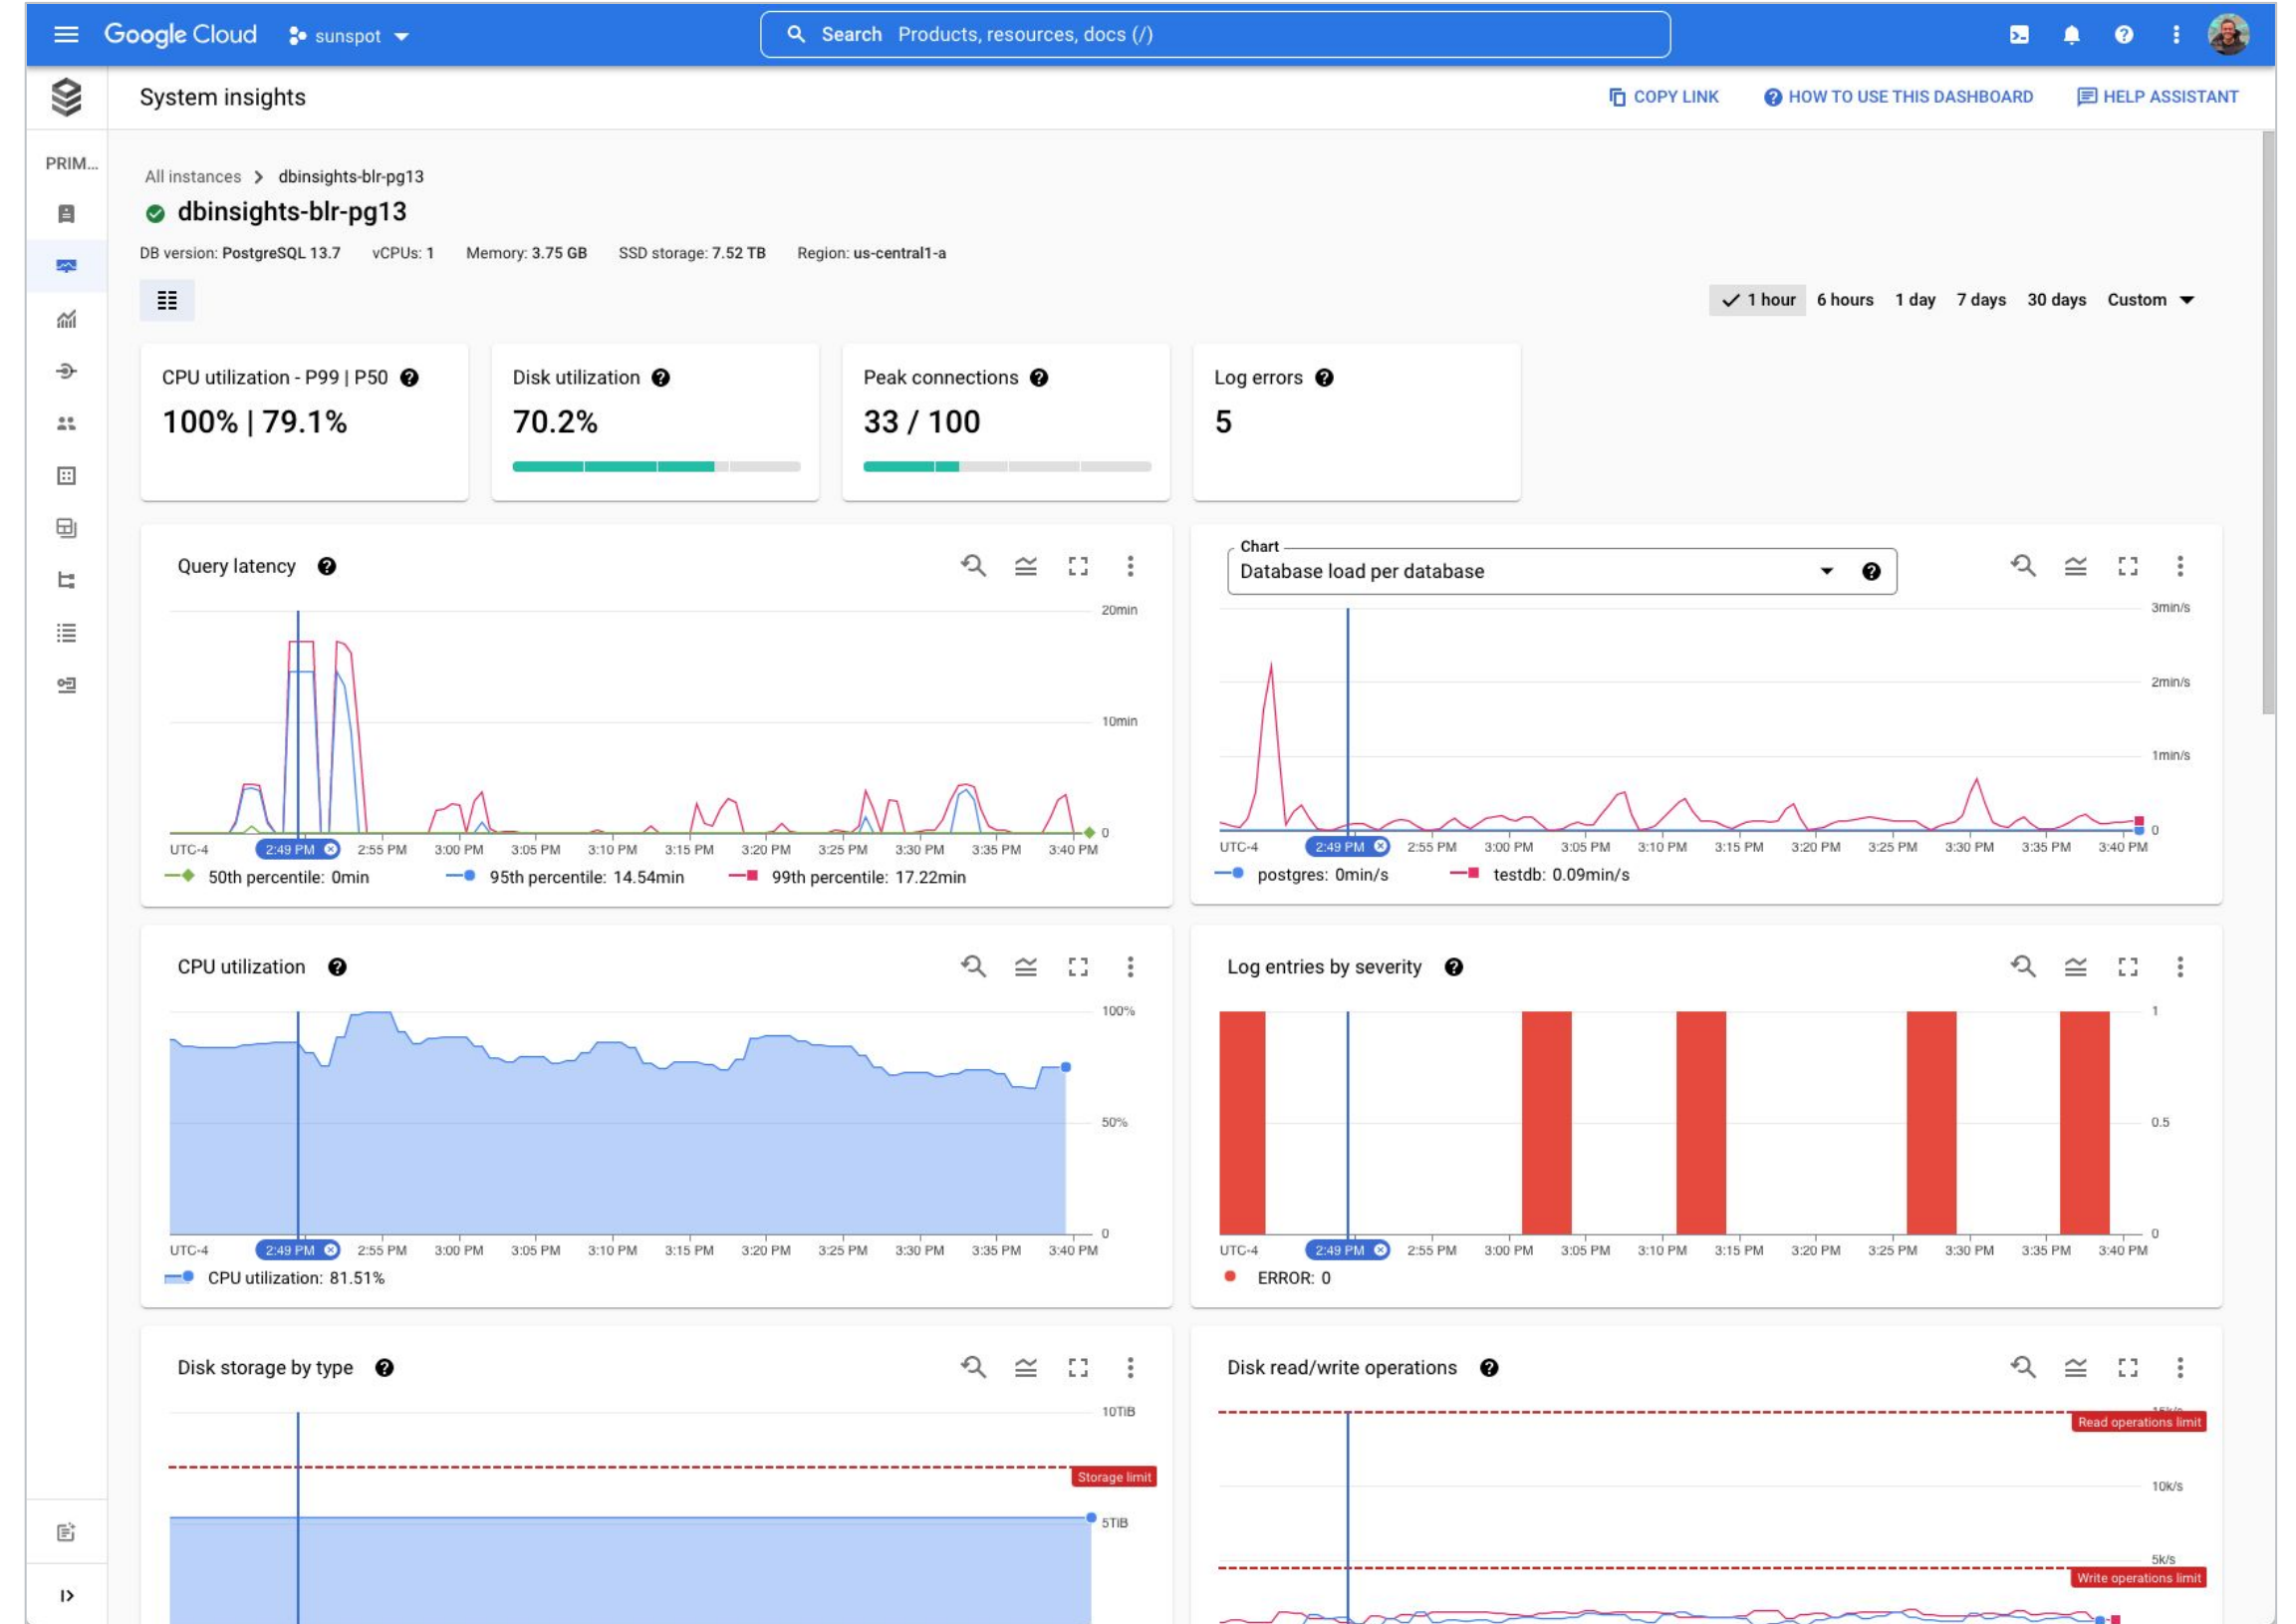 Google Cloud sunspot Search Products, resources, docs (/)
System insights COPY LINK HOW TO USE THIS DASHBOARD HELP ASSISTANT
PRIM...
All instances > dbinsights-blr-pg13
dbinsights-blr-pg13
DB version: PostgreSQL 13.7 vCPUs: 1 Memory: 3.75 GB SSD storage: 7.52 TB Region: us-central1-a
1 hour 6 hours 1 day 7 days 30 days Custom
CPU utilization - P99 | P50
100% | 79.1%
Disk utilization
70.2%
Peak connections
33 / 100
Log errors
5
Query latency
20min
10min
0
UTC-4 2:49 PM 2:55 PM 3:00 PM 3:05 PM 3:10 PM 3:15 PM 3:20 PM 3:25 PM 3:30 PM 3:35 PM 3:40 PM
50th percentile: 0min 95th percentile: 14.54min 99th percentile: 17.22min
Chart
Database load per database
3min/s
2min/s
1min/s
0
UTC-4 2:49 PM 2:55 PM 3:00 PM 3:05 PM 3:10 PM 3:15 PM 3:20 PM 3:25 PM 3:30 PM 3:35 PM 3:40 PM
postgres: 0min/s testdb: 0.09min/s
CPU utilization
100%
50%
0
UTC-4 2:49 PM 2:55 PM 3:00 PM 3:05 PM 3:10 PM 3:15 PM 3:20 PM 3:25 PM 3:30 PM 3:35 PM 3:40 PM
CPU utilization: 81.51%
Log entries by severity
1
0.5
0
UTC-4 2:49 PM 2:55 PM 3:00 PM 3:05 PM 3:10 PM 3:15 PM 3:20 PM 3:25 PM 3:30 PM 3:35 PM 3:40 PM
ERROR: 0
Disk storage by type
10TiB
Storage limit
5TiB
Disk read/write operations
Read operations limit
10k/s
5k/s
Write operations limit